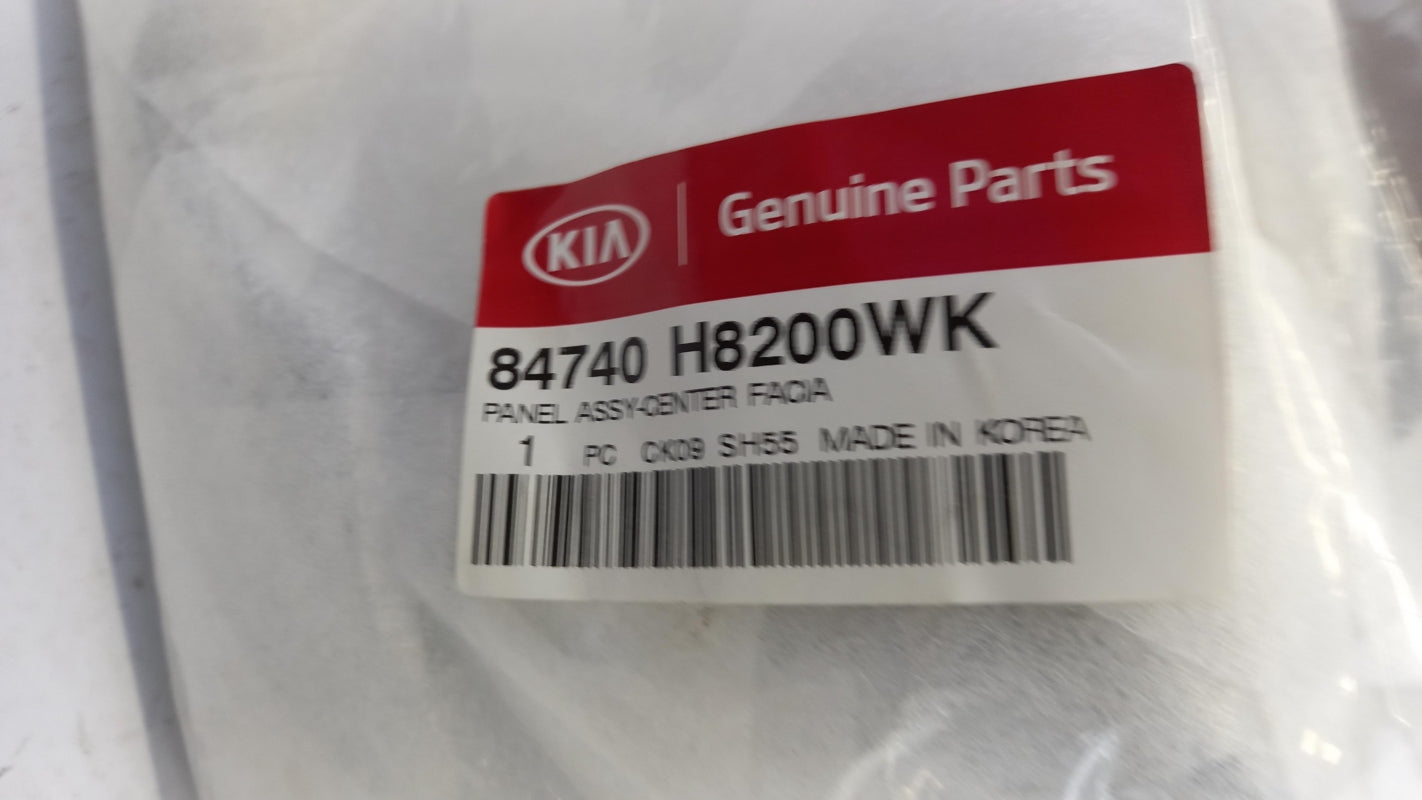 KIA Genuine Parts
84740 H8200WK
PANEL ASSY-CENTER FACIA
1 PC CK09 SH55 MADE IN KOREA